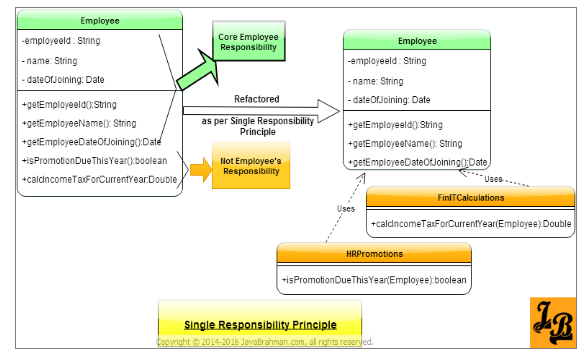 Employee
-employeeId : String
- name: String
- dateOfJoining: Date
+getEmployeeId():String
+getEmployeeName(): String
+getEmployeeDateOfJoining():Date
+isPromotionDueThisYear():boolean
+calcIncomeTaxForCurrentYear:Double
Core Employee
Responsibility
Refactored
as per Single Responsibility
Principle
Not Employee's
Responsibility
Employee
-employeeId : String
- name: String
- dateOfJoining: Date
+getEmployeeId():String
+getEmployeeName(): String
+getEmployeeDateOfJoining():Date
Uses
Uses
FinITCalculations
+calcIncomeTaxForCurrentYear(Employee):Double
HRPromotions
+isPromotionDueThisYear(Employee):boolean
Single Responsibility Principle
Copyright © 2014-2016 JavaBrahman.com, all rights reserved.
JB